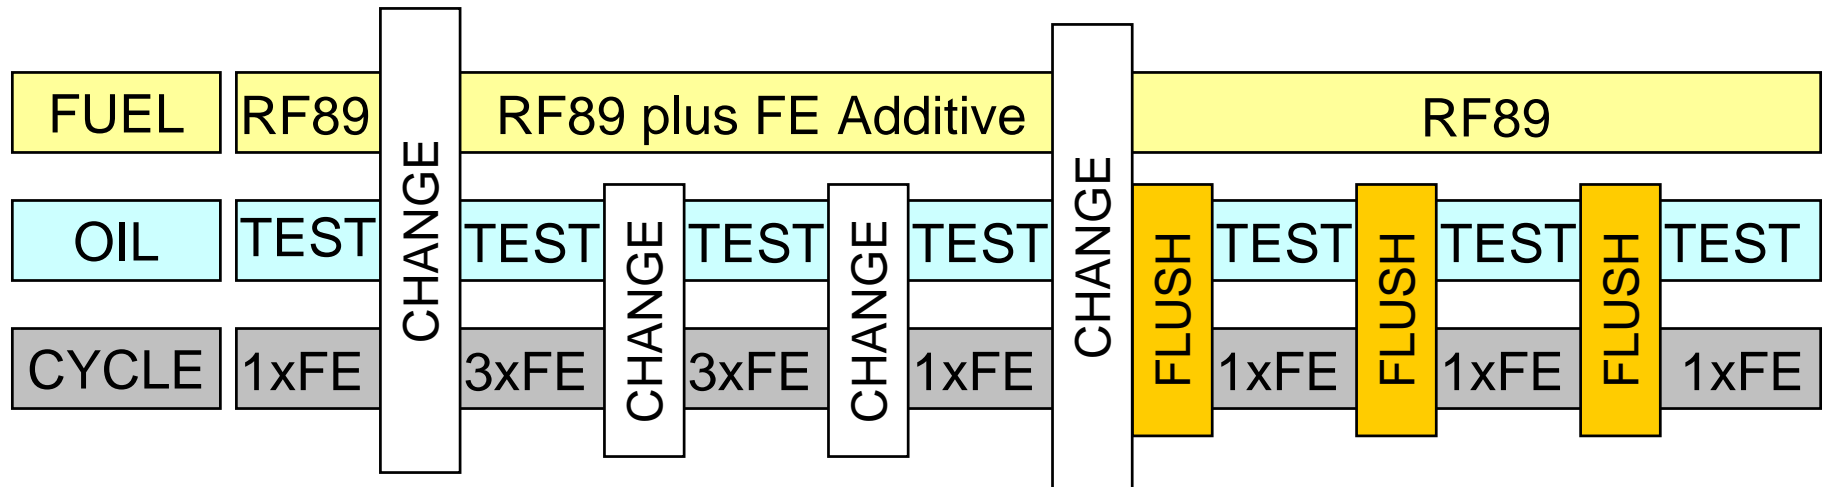 FUEL RF89 RF89 plus FE Additive RF89
CHANGE CHANGE
OIL TEST TEST TEST TEST TEST TEST TEST
CHANGE CHANGE FLUSH FLUSH FLUSH
CYCLE 1xFE 3xFE 3xFE 1xFE 1xFE 1xFE 1xFE